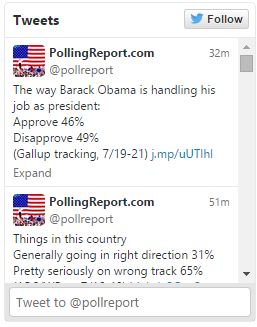 Tweets
Follow
PollingReport.com 32m
@pollreport
The way Barack Obama is handling his
job as president:
Approve 46%
Disapprove 49%
(Gallup tracking, 7/19-21) j.mp/uUTlhl
Expand
PollingReport.com 51m
@pollreport
Things in this country
Generally going in right direction 31%
Pretty seriously on wrong track 65%
Tweet to @pollreport